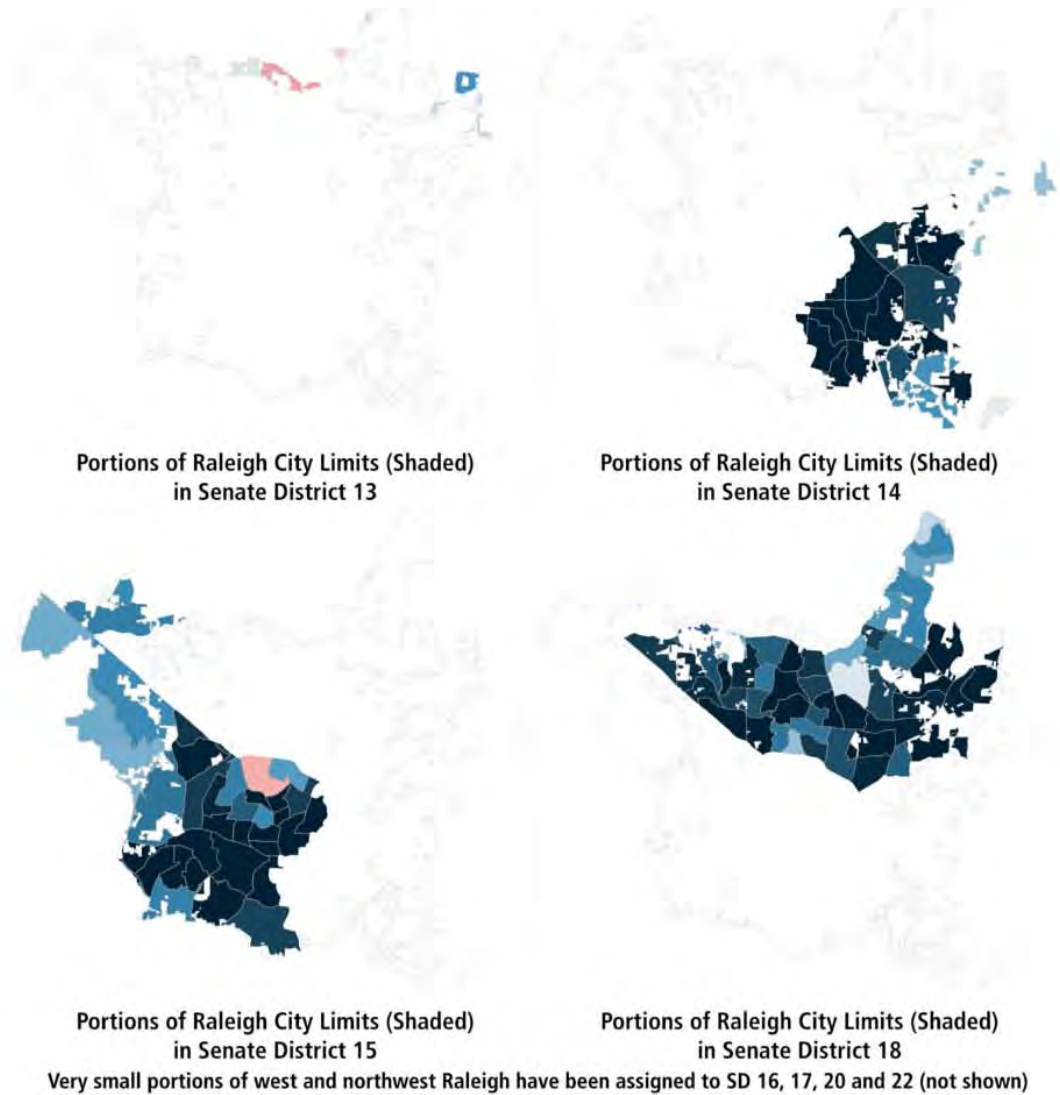 Portions of Raleigh City Limits (Shaded)
in Senate District 13
Portions of Raleigh City Limits (Shaded)
in Senate District 14
Portions of Raleigh City Limits (Shaded)
in Senate District 15
Portions of Raleigh City Limits (Shaded)
in Senate District 18
Very small portions of west and northwest Raleigh have been assigned to SD 16, 17, 20 and 22 (not shown)